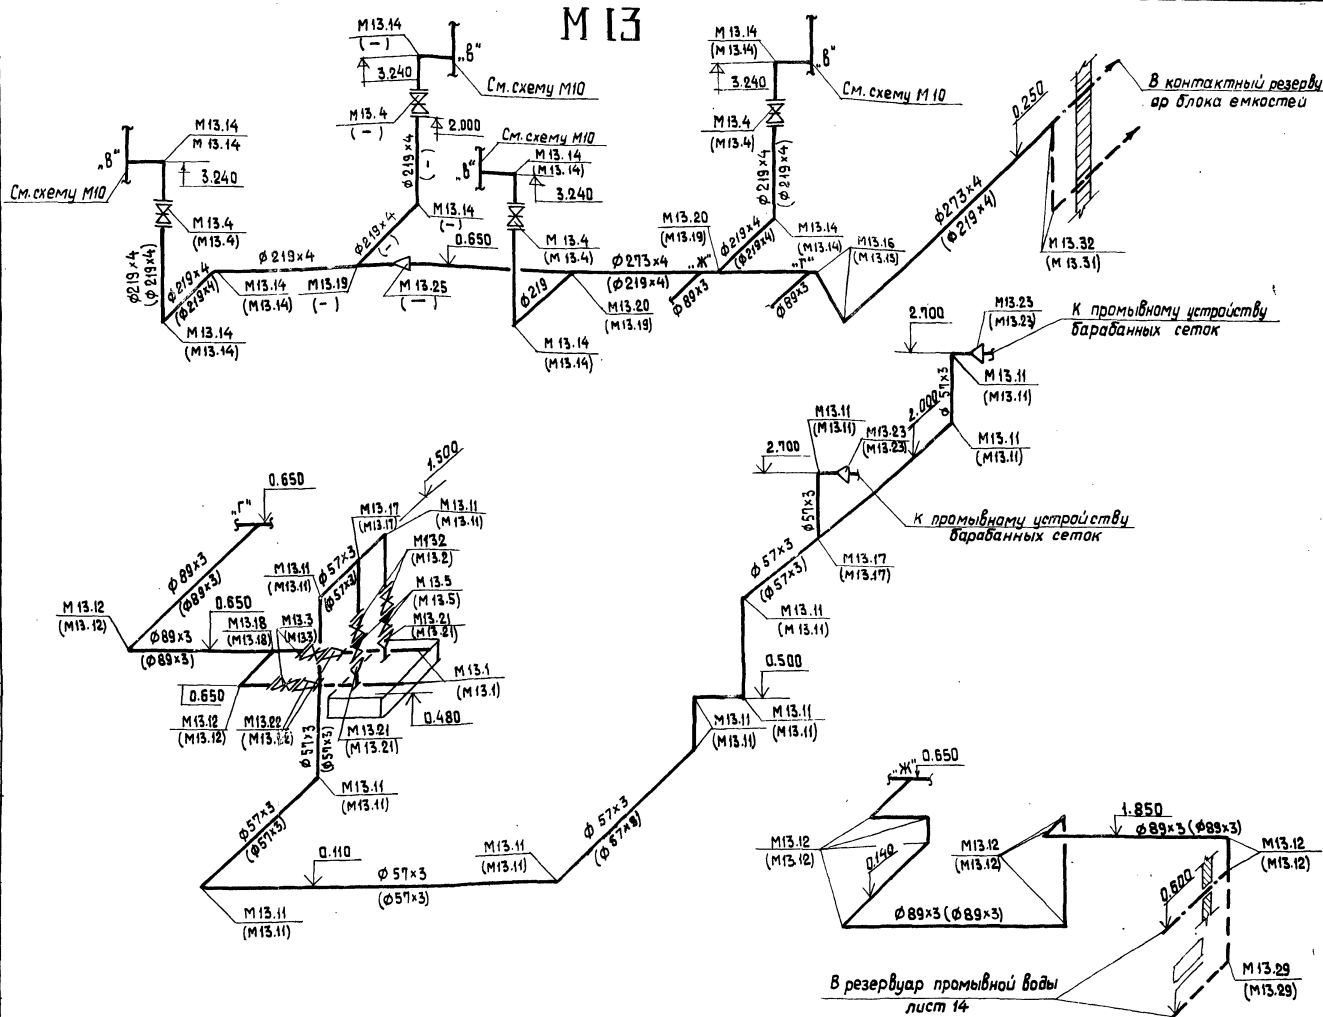 М 13
М 13.14
(-)
„В"
3.240
См. схему М10
М 13.4
(-)
2.000
ф 219×4
(-)
М 13.14
М 13.14
„В"
3.240
См. схему М10
М 13.4
(М 13.4)
ф 219×4
(ф 219×4)
ф 219×4
(ф 219×4)
М 13.14
(М 13.14)
М 13.14
(М 13.14)
ф 219×4
М 13.19
(-)
ф 219×4
(-)
М 13.14
(-)
М 13.25
(-)
0.650
См. схему М10
„В"
М 13.14
(М 13.14)
3.240
М 13.4
(М 13.4)
ф 219
М 13.20
(М 13.19)
М 13.14
(М 13.14)
ф 273×4
(ф 219×4)
М 13.14
(М 13.14)
„В"
3.240
См. схему М 10
М 13.4
(М 13.4)
ф 219×4
(ф 219×4)
М 13.20
(М 13.19)
ф 219×4
(ф 219×4)
„Ж"
ф 89×3
„Г"
ф 89×3
М 13.14
(М 13.14)
М 13.16
(М 13.15)
ф 273×4
(ф 219×4)
0.250
В контактный резерву
ар блока емкостей
М 13.32
(М 13.31)
2.700
М 13.23
(М 13.23)
К промывному устройству
барабанных сеток
М 13.11
(М 13.11)
ф 57×3
2.000
М 13.11
(М 13.11)
М 13.11
(М 13.11)
М 13.23
(М 13.23)
2.700
ф 57×3
К промывному устройству
барабанных сеток
М 13.17
(М 13.17)
ф 57×3
(ф 57×3)
М 13.11
(М 13.11)
0.500
М 13.11
(М 13.11)
М 13.11
(М 13.11)
ф 57×3
(ф 57×3)
1.500
0.650
„Г"
М 13.17
(М 13.17)
М 13.11
(М 13.11)
М 13.11
(М 13.11)
ф 57×3
(ф 57×3)
М 13 2
(М 13.2)
М 13.5
(М 13.5)
М 13.21
(М 13.21)
ф 89×3
(ф 89×3)
М 13.12
(М 13.12)
ф 89×3
(ф 89×3)
0.650
М 13.18
(М 13.18)
М 13.3
(М 13.3)
М 13.1
(М 13.1)
0.650
М 13.12
(М 13.12)
М 13.22
(М 13.22)
0.480
М 13.21
(М 13.21)
ф 57×3
(ф 57×3)
М 13.11
(М 13.11)
ф 57×3
(ф 57×3)
0.110
ф 57×3
(ф 57×3)
М 13.11
(М 13.11)
М 13.11
(М 13.11)
„Ж"
0.650
М 13.12
(М 13.12)
0.140
ф 89×3 (ф 89×3)
М 13.12
(М 13.12)
1.850
ф 89×3 (ф 89×3)
М 13.12
(М 13.12)
0.600
М 13.29
(М 13.29)
В резервуар промывной воды
лист 14